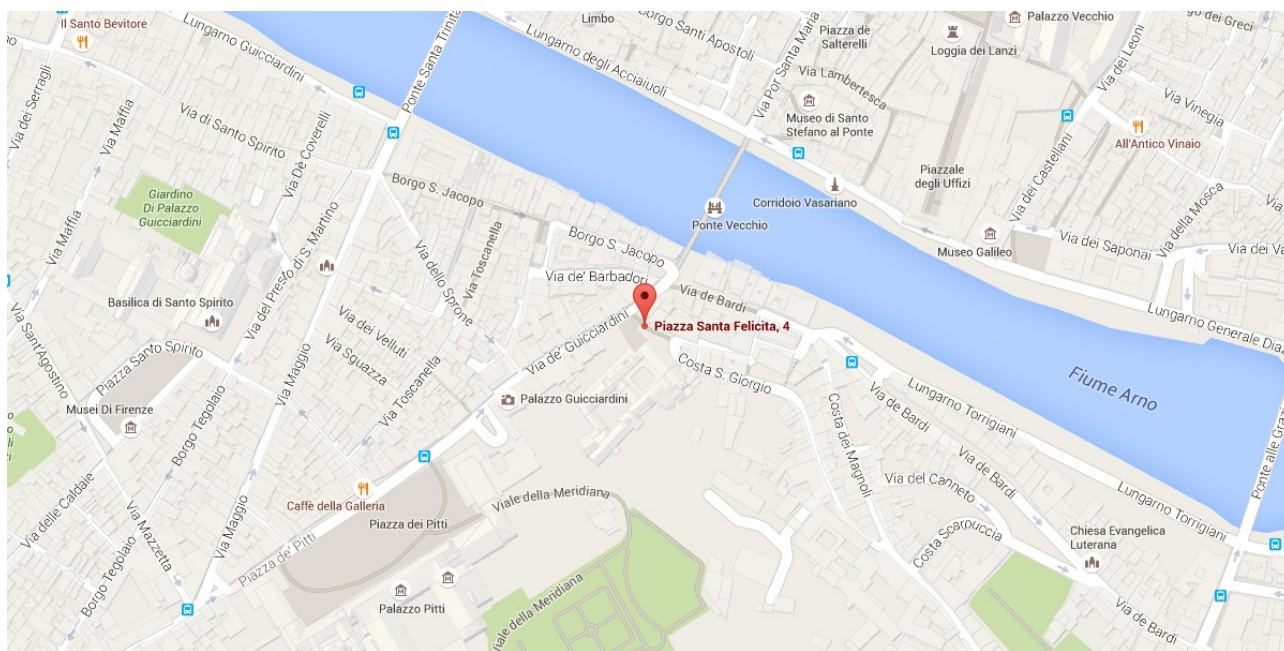 Il Santo Bevitore
Lungarno Guicciardini
Ponte Santa Trinita
Limbo
Borgo Santi Apostoli
Via Por Santa Maria
Piazza dè
Salterelli
Loggia dei Lanzi
Palazzo Vecchio
Via dei Leoni
Borgo dei Greci
Via dei Serragli
Via Maffia
Via di Santo Spirito
Via Dè Coverelli
Lungarno degli Acciaiuoli
Via Lambertesca
Museo di Santo
Stefano al Ponte
Via Vinegia
All'Antico Vinaio
Giardino
Di Palazzo
Guicciardini
Borgo S. Jacopo
Piazzale
degli Uffizi
Via dei Castellani
Via della Mosca
Via Maffia
Via del Presto di S. Martino
Via Toscanella
Borgo S. Jacopo
Ponte Vecchio
Corridoio Vasariano
Museo Galileo
Via dei Saponai
Basilica di Santo Spirito
Via dello Sprone
Via de' Barbadori
Via de Bardi
Via Sant'Agostino
Via dei Velluti
Via Sguazza
Via de' Guicciardini
Piazza Santa Felicita, 4
Lungarno Generale Diaz
Piazza Santo Spirito
Via Maggio
Via Toscanella
Costa S. Giorgio
Fiume Arno
Musei Di Firenze
Borgo Tegolaio
Palazzo Guicciardini
Costa dei Magnoli
Via de Bardi
Lungarno Torrigiani
Via delle Caldaie
Via Mazzetta
Via Maggio
Caffè della Galleria
Piazza dei Pitti
Viale della Meridiana
Via del Canneto
Via de Bardi
Lungarno Torrigiani
Costa Scarpuccia
Chiesa Evangelica
Luterana
Borgo Tegolaio
Piazza de' Pitti
Palazzo Pitti
Viale della Meridiana
Via de Bardi